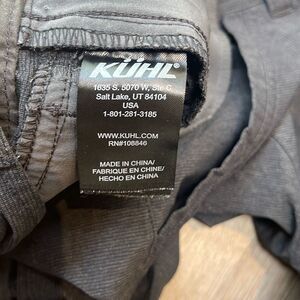 KÜHL
1635 S. 5070 W, Ste C
Salt Lake, UT 84104
USA
1-801-281-3185
WWW.KUHL.COM
RN#108846
MADE IN CHINA/
FABRIQUE EN CHINE/
HECHO EN CHINA